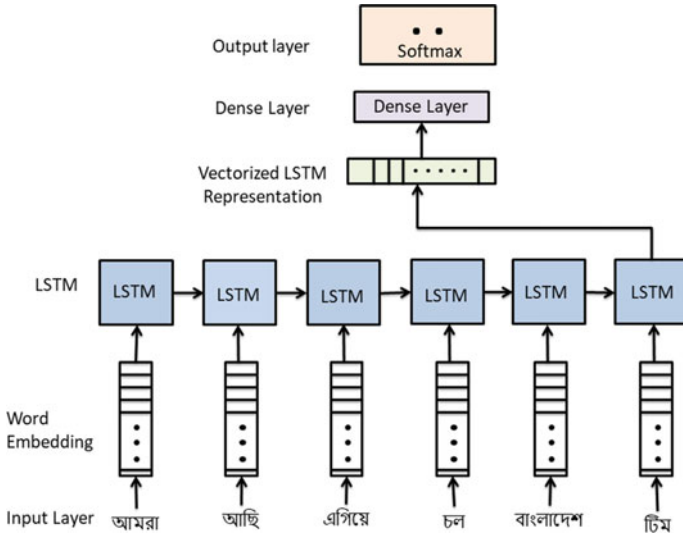 Output layer
Softmax
Dense Layer
Dense Layer
Vectorized LSTM
Representation
LSTM
LSTM
LSTM
LSTM
LSTM
LSTM
LSTM
Word
Embedding
Input Layer
আমরা
আছি
এগিয়ে
চল
বাংলাদেশ
টিম